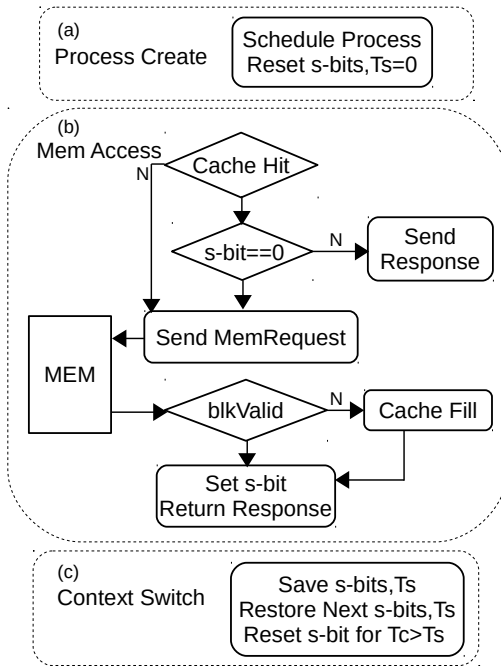 (a)
Process Create
Schedule Process
Reset s-bits,Ts=0
(b)
Mem Access
Cache Hit
N
s-bit==0
N
Send
Response
Send MemRequest
MEM
blkValid
N
Cache Fill
Set s-bit
Return Response
(c)
Context Switch
Save s-bits,Ts
Restore Next s-bits,Ts
Reset s-bit for Tc>Ts